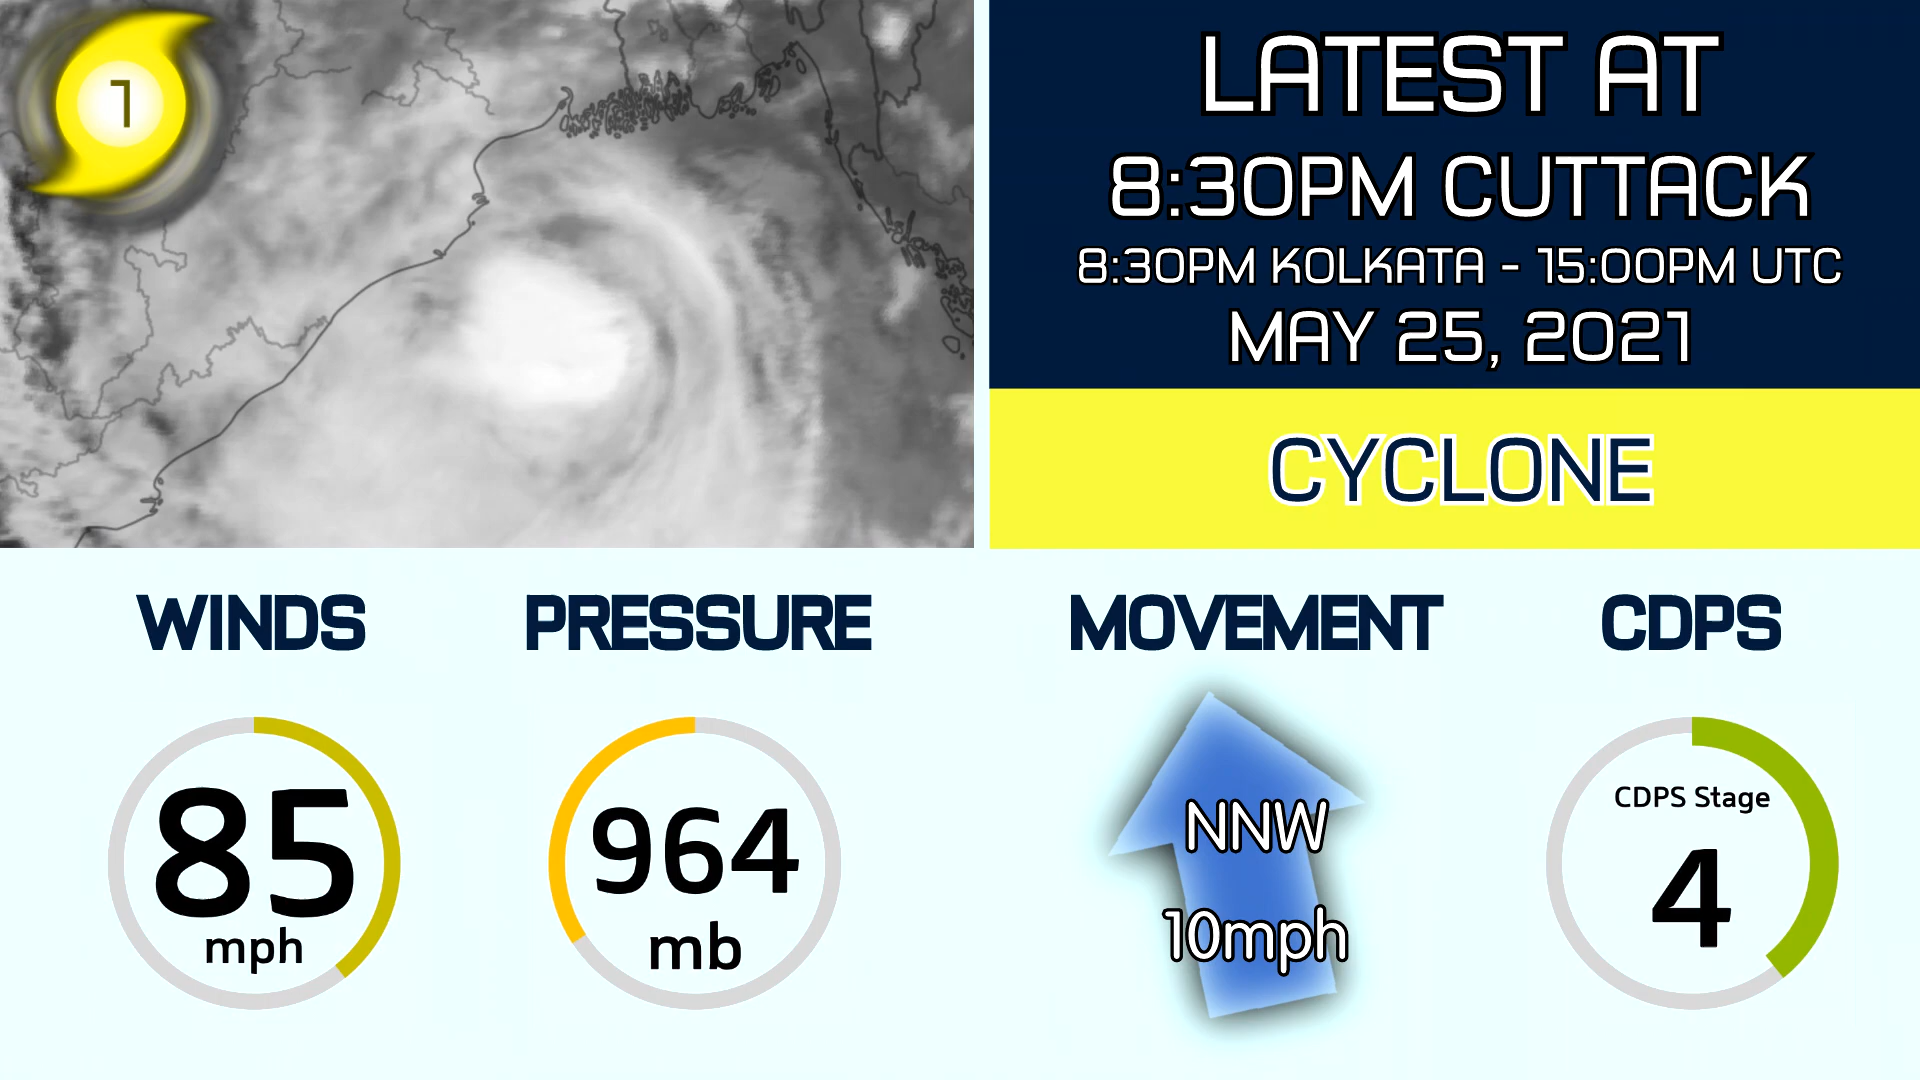 1
LATEST AT
8:30PM CUTTACK
8:30PM KOLKATA - 15:00PM UTC
MAY 25, 2021
CYCLONE
WINDS
85
mph
PRESSURE
964
mb
MOVEMENT
NNW
10mph
CDPS
CDPS Stage
4